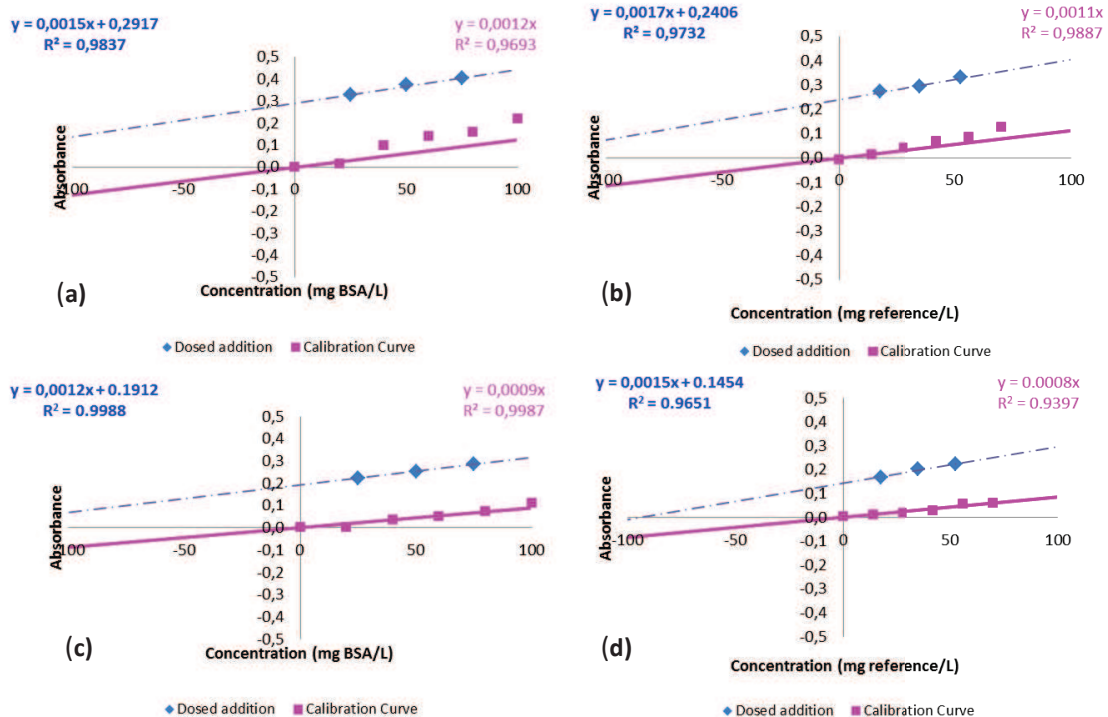 y = 0,0015x + 0,2917
R² = 0,9837
y = 0,0012x
R² = 0,9693
0,5
0,4
0,3
0,2
0,1
0,0
-0,1
-0,2
-0,3
-0,4
-0,5
-100
-50
0
50
100
Absorbance
Concentration (mg BSA/L)
(a)
Dosed addition
Calibration Curve
y = 0,0017x + 0,2406
R² = 0,9732
y = 0,0011x
R² = 0,9887
0,5
0,4
0,3
0,2
0,1
0,0
-0,1
-0,2
-0,3
-0,4
-0,5
-100
-50
0
50
100
Absorbance
Concentration (mg reference/L)
(b)
Dosed addition
Calibration Curve
y = 0,0012x + 0.1912
R² = 0.9988
y = 0,0009x
R² = 0,9987
0,5
0,4
0,3
0,2
0,1
0,0
-0,1
-0,2
-0,3
-0,4
-0,5
-100
-50
0
50
100
Absorbance
Concentration (mg BSA/L)
(c)
Dosed addition
Calibration Curve
y = 0,0015x + 0.1454
R² = 0.9651
y = 0.0008x
R² = 0.9397
0,5
0,4
0,3
0,2
0,1
0,0
-0,1
-0,2
-0,3
-0,4
-0,5
-100
-50
0
50
100
Absorbance
Concentration (mg reference/L)
(d)
Dosed addition
Calibration Curve